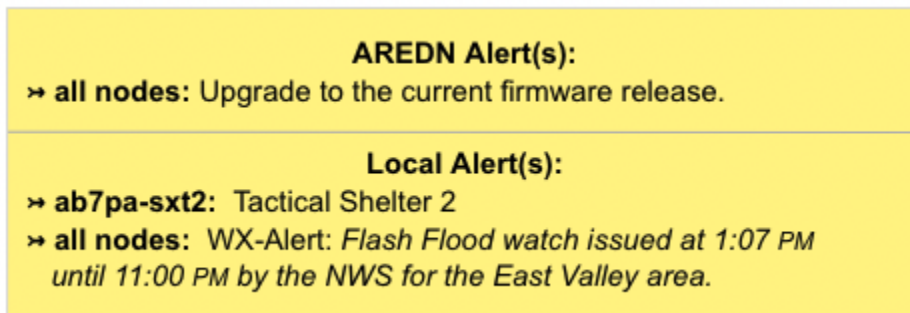 AREDN Alert(s):
↣ all nodes: Upgrade to the current firmware release.
Local Alert(s):
↣ ab7pa-sxt2: Tactical Shelter 2
↣ all nodes: WX-Alert: Flash Flood watch issued at 1:07 PM
until 11:00 PM by the NWS for the East Valley area.